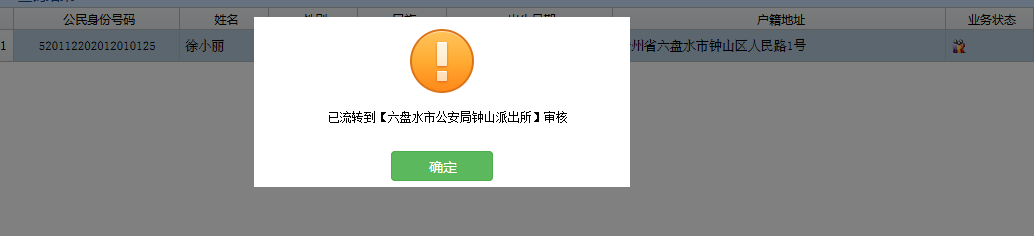 公民身份号码 姓名 户籍地址 业务状态
1 520112202012010125 徐小丽 州省六盘水市钟山区人民路1号
已流转到【六盘水市公安局钟山派出所】审核
确定